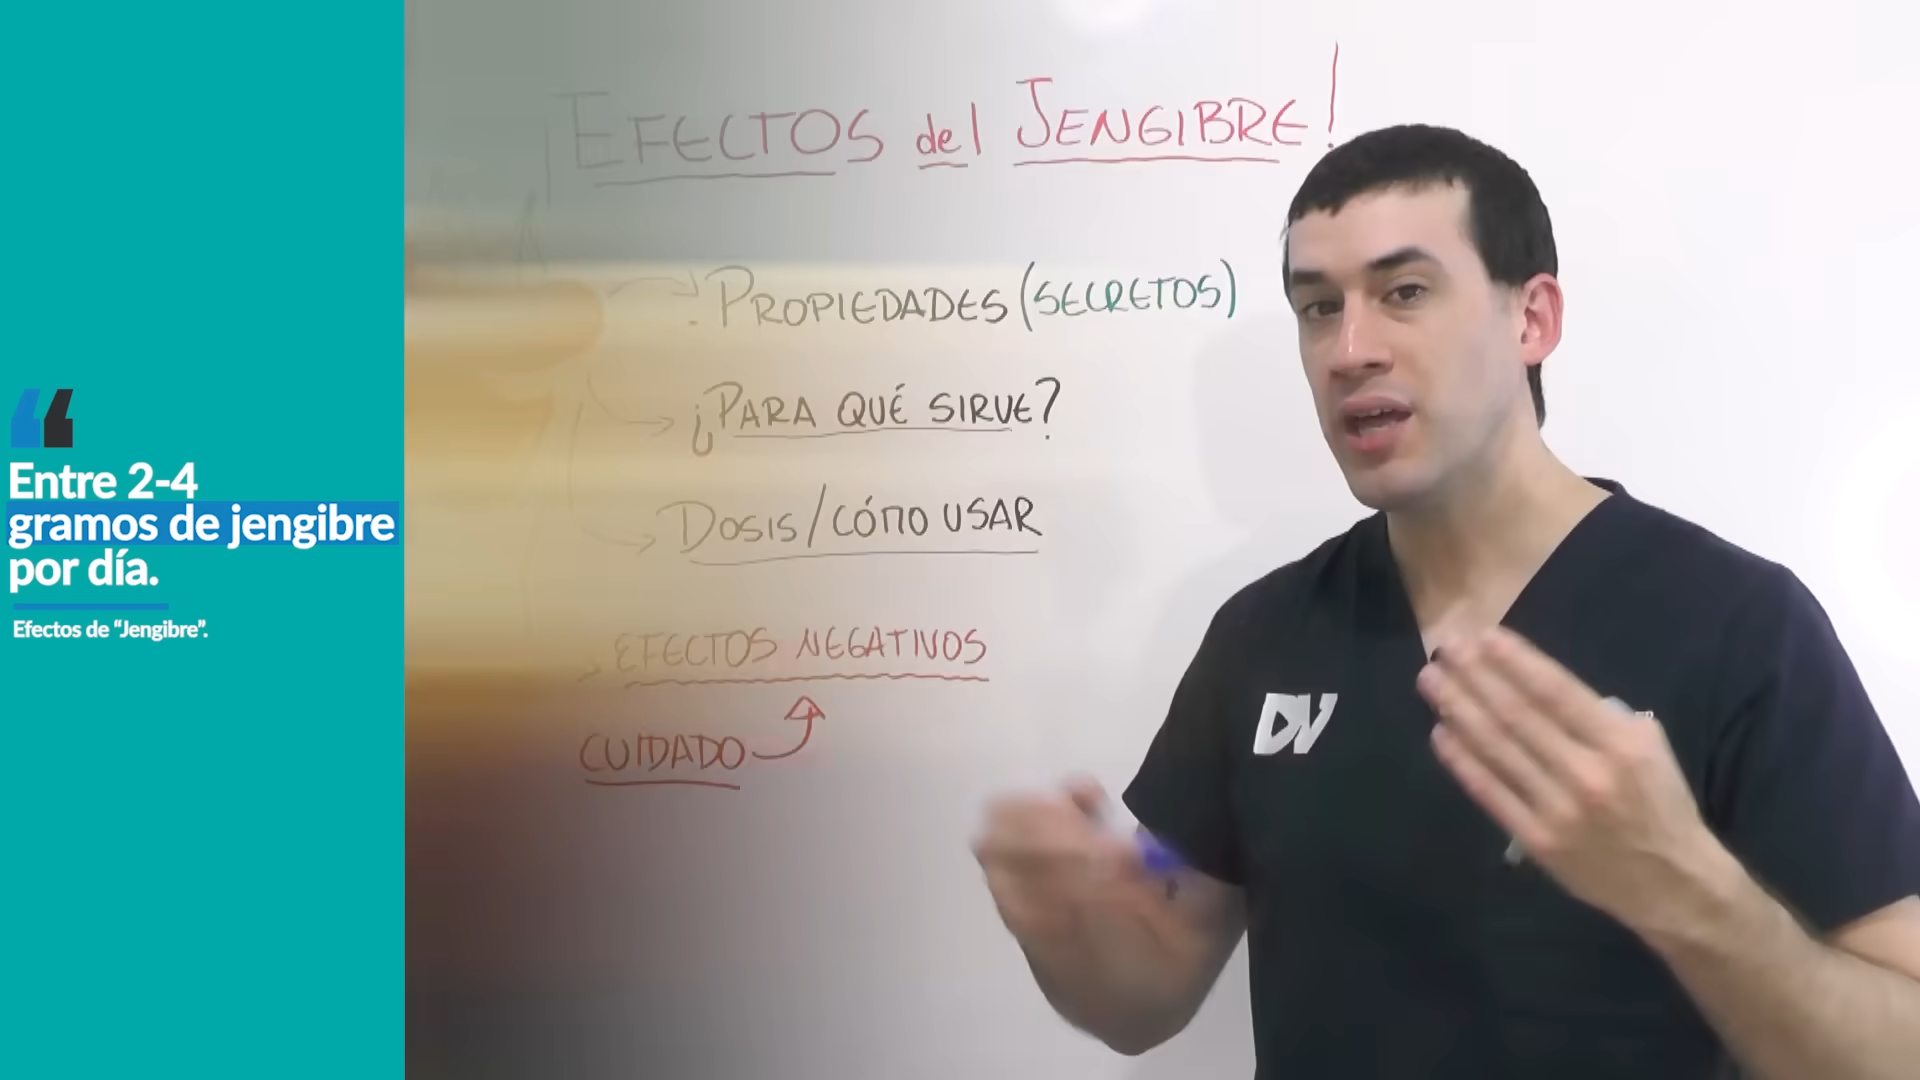 Entre 2-4
gramos de jengibre
por día.
Efectos de “Jengibre”.
EFECTOS del JENGIBRE!
PROPIEDADES (SECRETOS)
¿PARA QUÉ SIRVE?
DOSIS/CÓMO USAR
EFECTOS NEGATIVOS
CUIDADO
DV